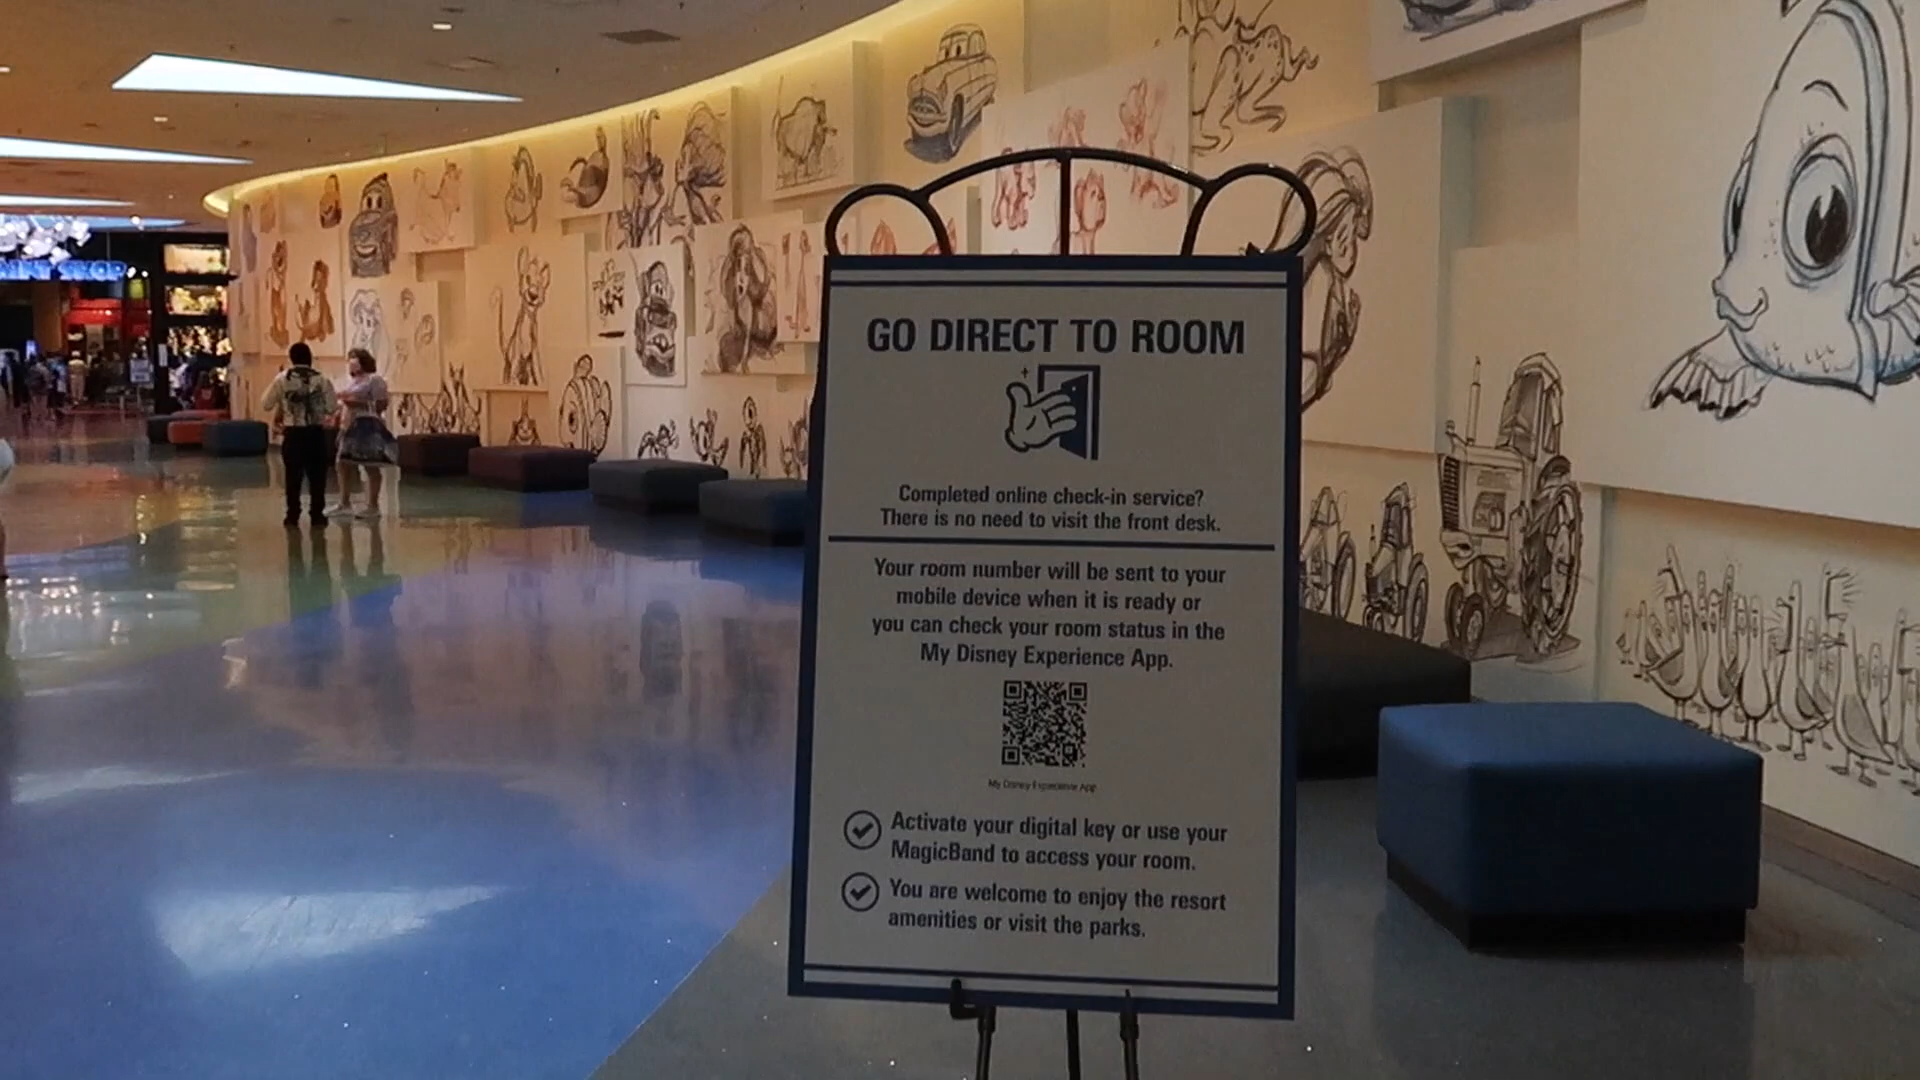 GO DIRECT TO ROOM
Completed online check-in service?
There is no need to visit the front desk.
Your room number will be sent to your
mobile device when it is ready or
you can check your room status in the
My Disney Experience App.
My Disney Experience App
Activate your digital key or use your
MagicBand to access your room.
You are welcome to enjoy the resort
amenities or visit the parks.